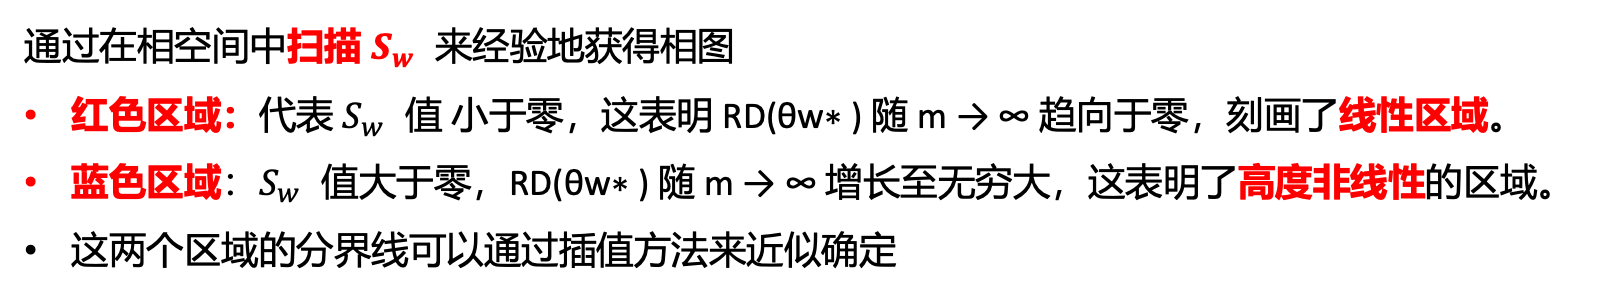 通过在相空间中扫描 Sw 来经验地获得相图
• 红色区域：代表 Sw 值 小于零，这表明 RD(θw∗ ) 随 m → ∞ 趋向于零，刻画了线性区域。
• 蓝色区域：Sw 值大于零，RD(θw∗ ) 随 m → ∞ 增长至无穷大，这表明了高度非线性的区域。
• 这两个区域的分界线可以通过插值方法来近似确定